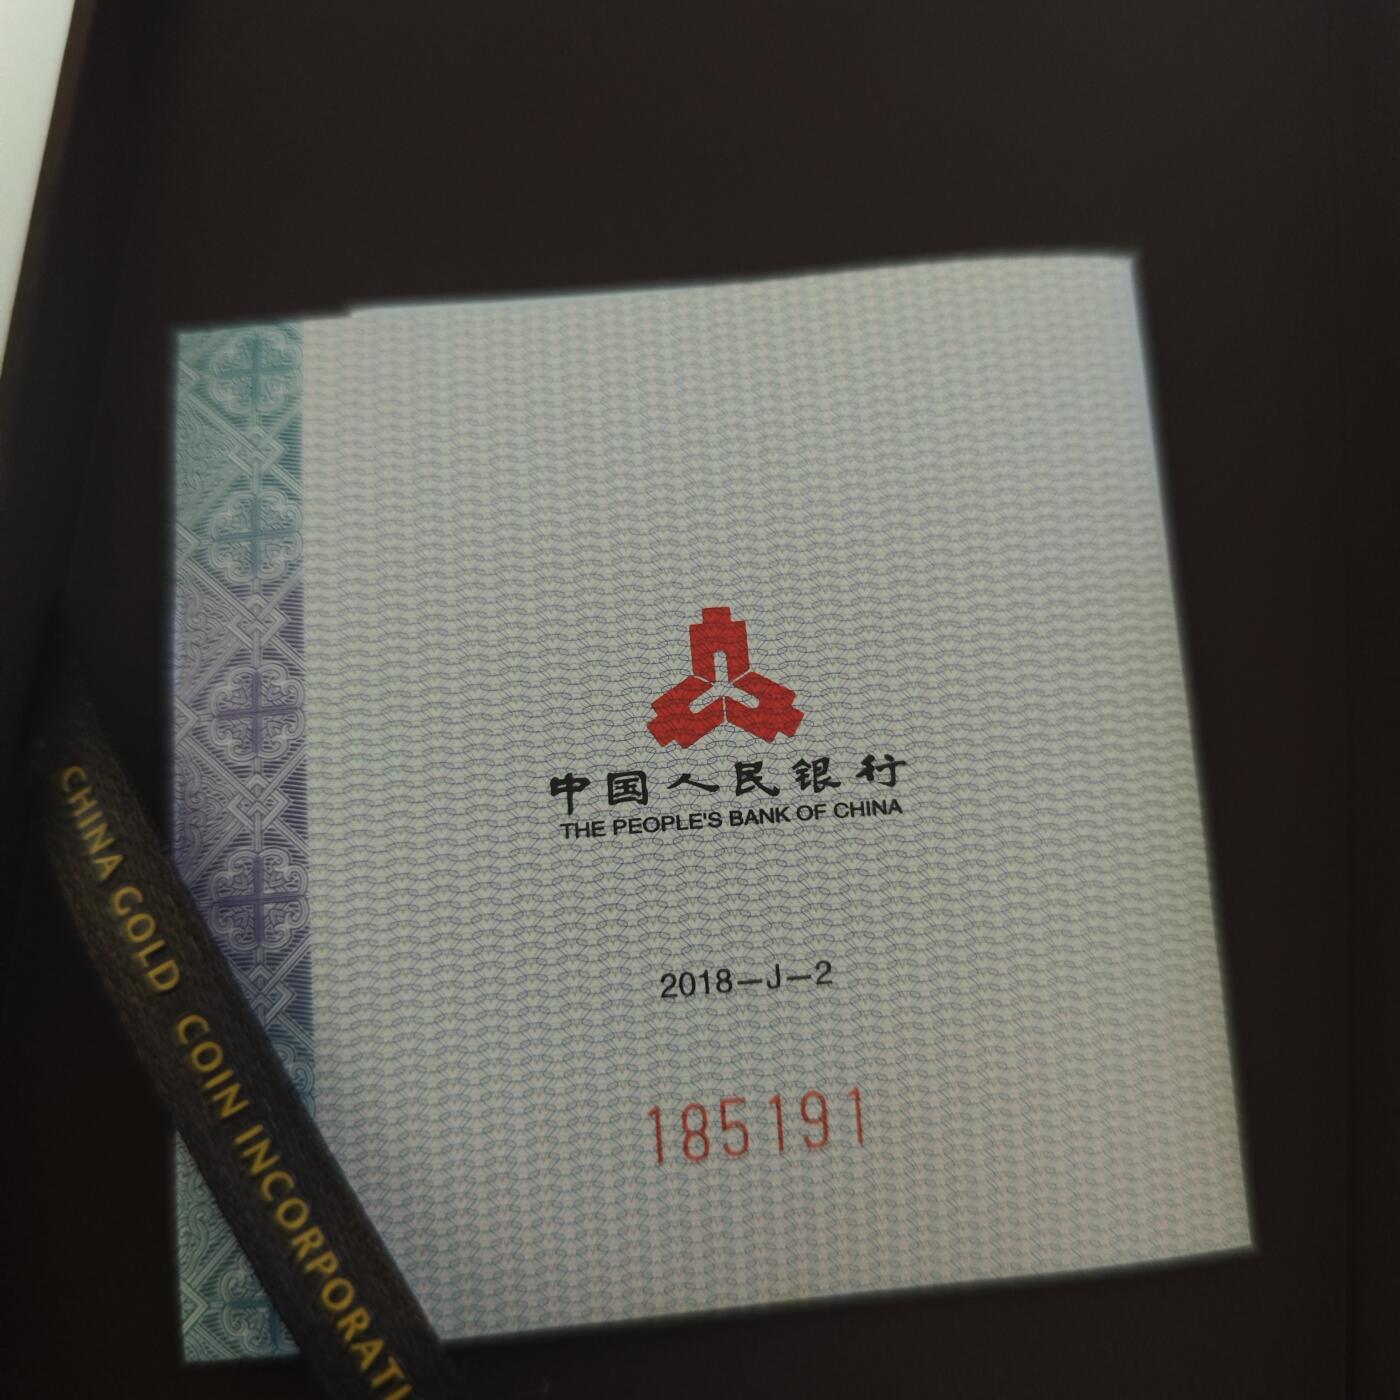 中国人民银行
THE PEOPLE'S BANK OF CHINA
2018-J-2
185191
CHINA GOLD COIN INCORPORATI